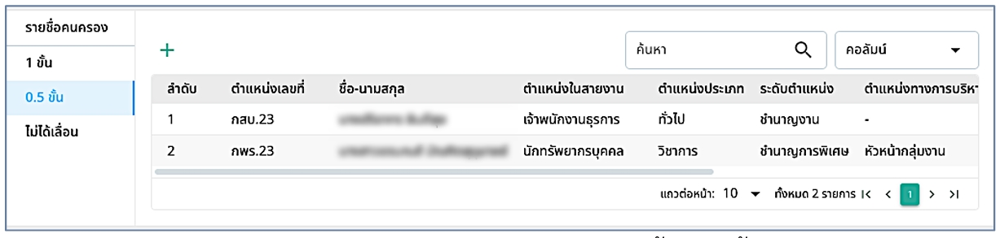 รายชื่อคนครอง
1 ขั้น
0.5 ขั้น
ไม่ได้เลื่อน
ค้นหา
คอลัมน์
ลำดับ ตำแหน่งเลขที่ ชื่อ-นามสกุล ตำแหน่งในสายงาน ตำแหน่งประเภท ระดับตำแหน่ง ตำแหน่งทางการบริหา
1 กสบ.23 เจ้าพนักงานธุรการ ทั่วไป ชำนาญงาน -
2 กพร.23 นักทรัพยากรบุคคล วิชาการ ชำนาญการพิเศษ หัวหน้ากลุ่มงาน
แถวต่อหน้า: 10 ทั้งหมด 2 รายการ 1